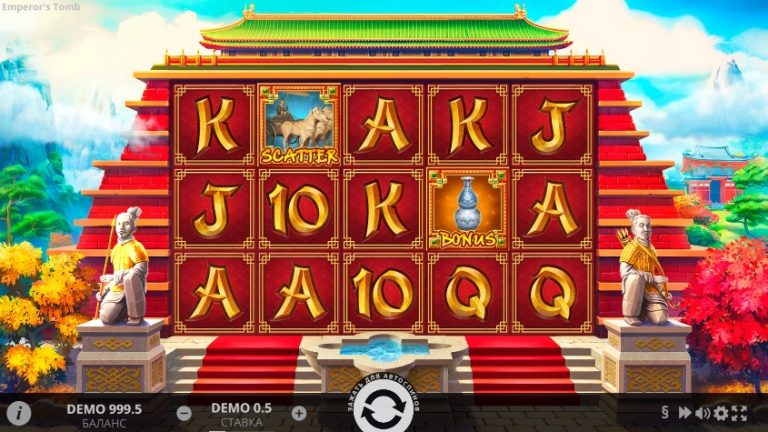 Emperor's Tomb
K SCATTER A K J
J 10 K BONUS A
A A 10 Q Q
DEMO 999.5
БАЛАНС
DEMO 0.5
СТАВКА
ЗАЖАТЬ ДЛЯ АВТОСПИНОВ